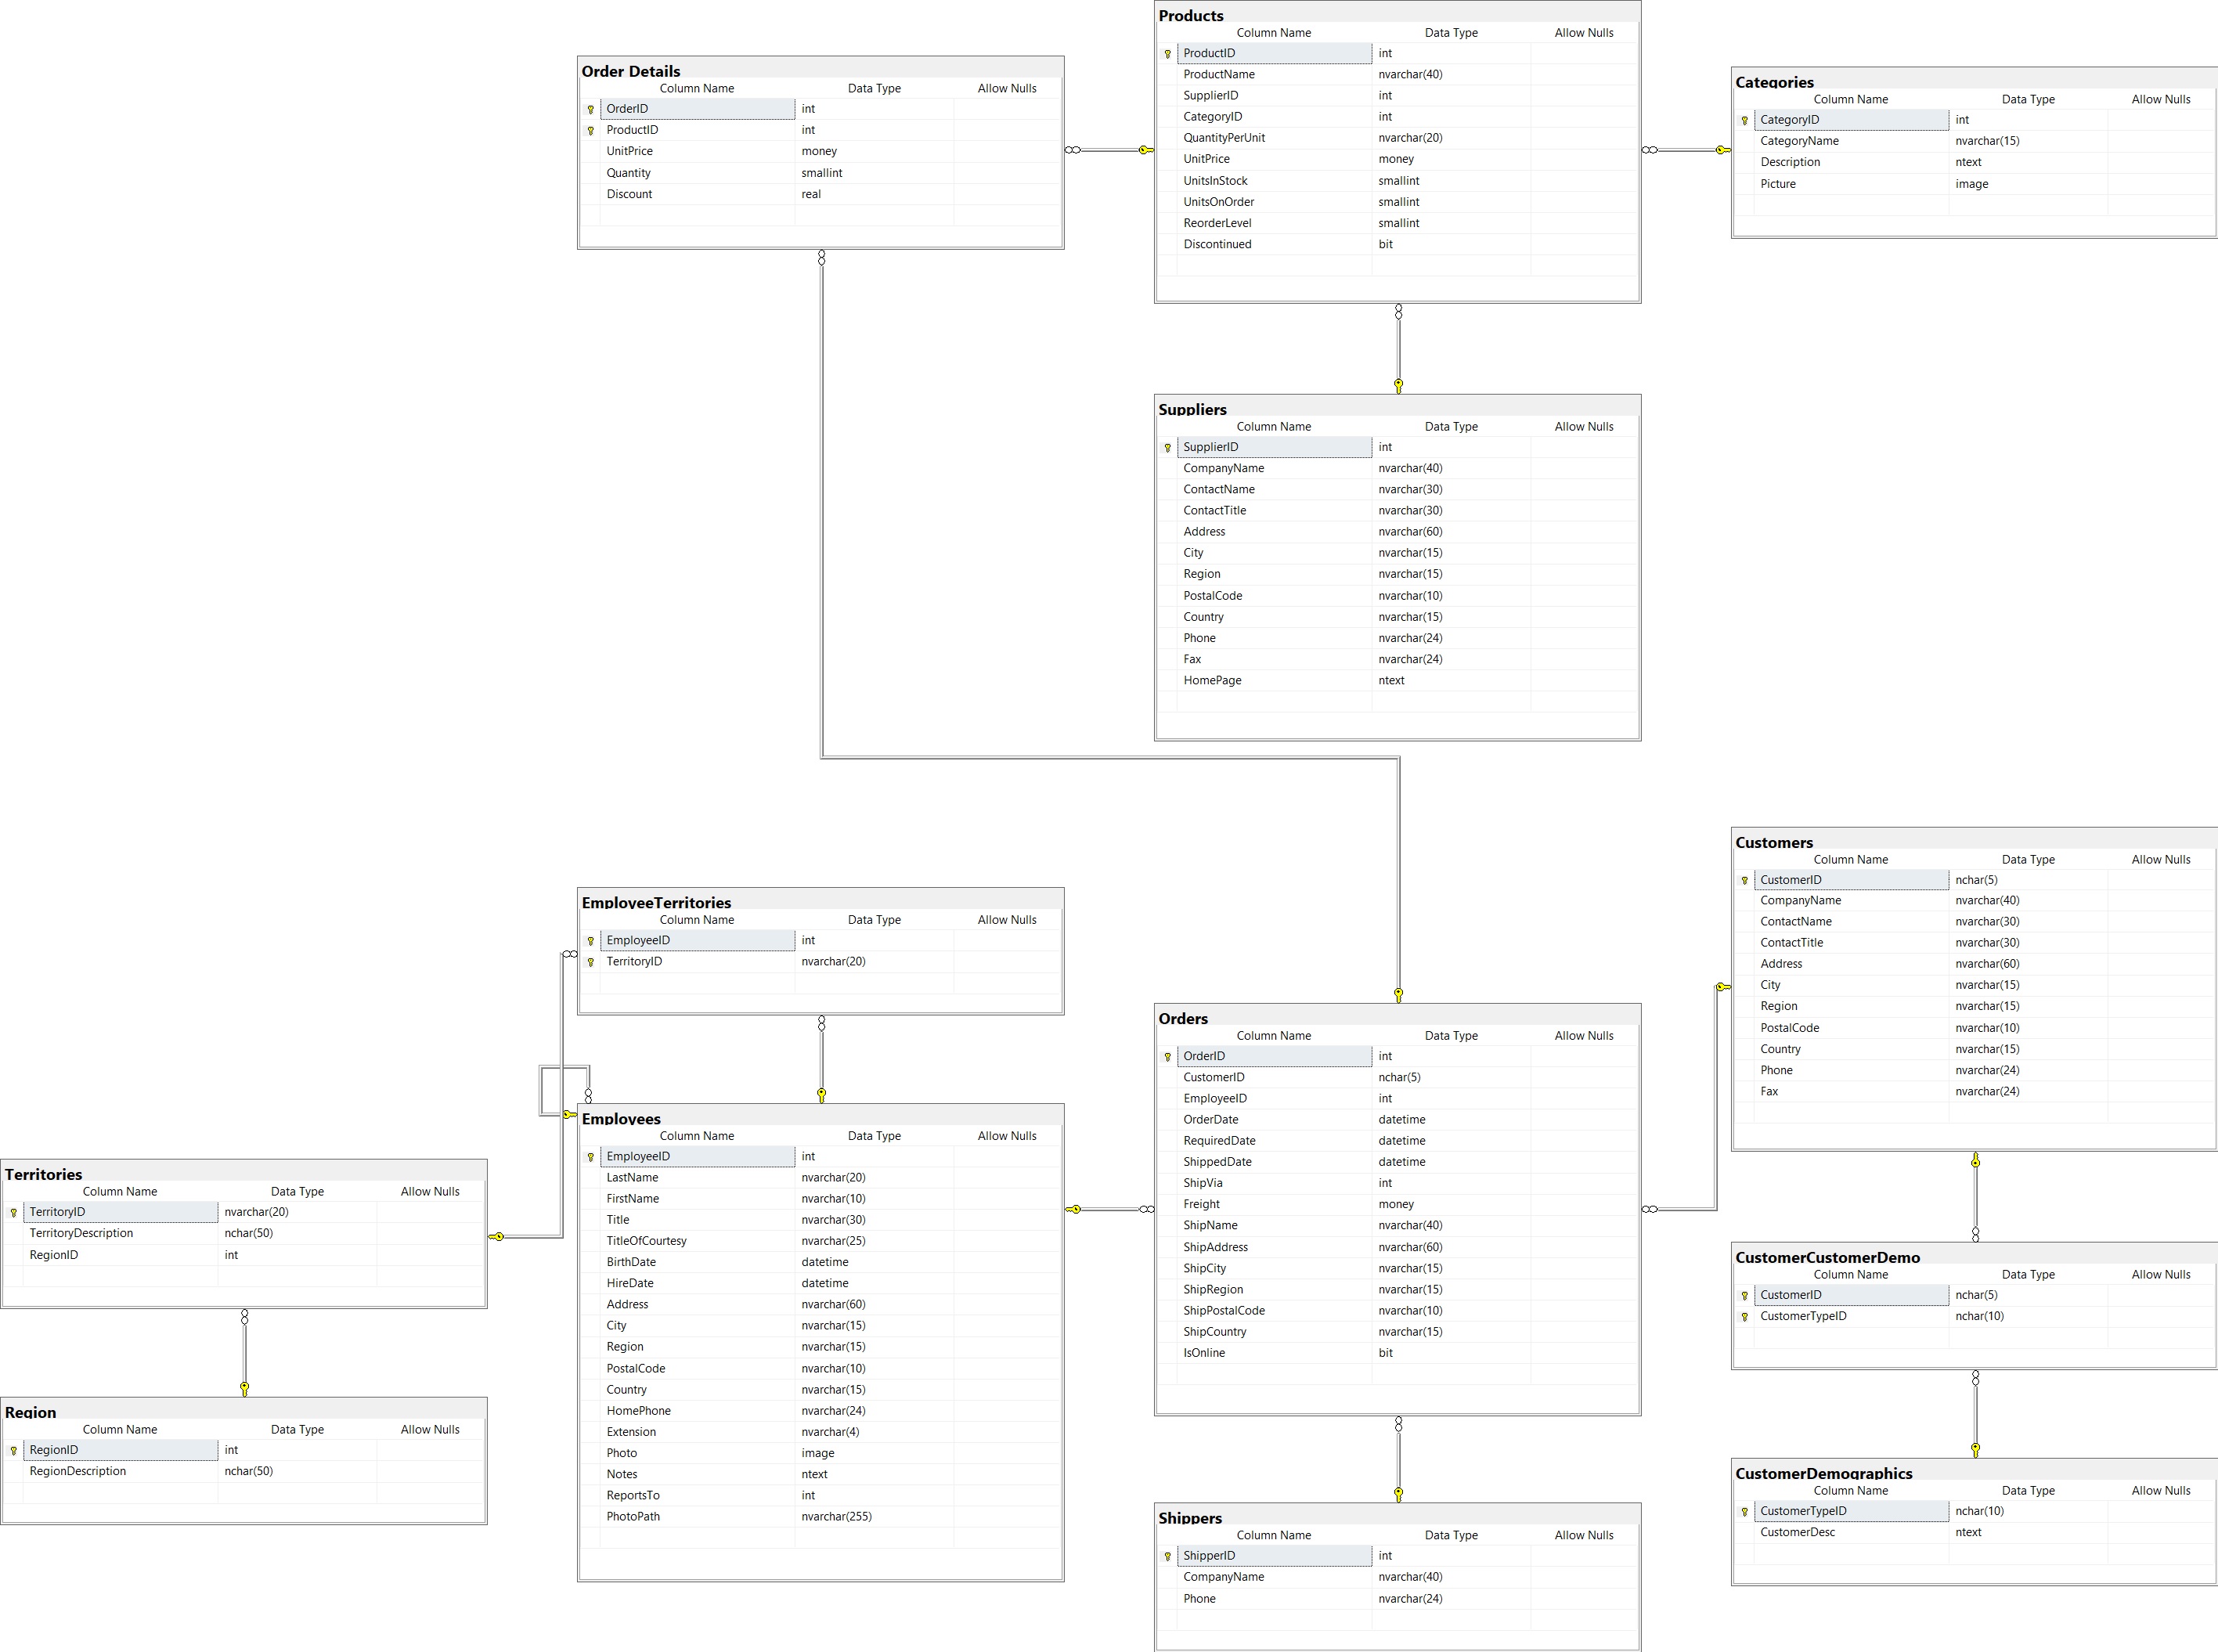 Products
Column Name Data Type Allow Nulls
ProductID int
ProductName nvarchar(40)
SupplierID int
CategoryID int
QuantityPerUnit nvarchar(20)
UnitPrice money
UnitsInStock smallint
UnitsOnOrder smallint
ReorderLevel smallint
Discontinued bit
Order Details
Column Name Data Type Allow Nulls
OrderID int
ProductID int
UnitPrice money
Quantity smallint
Discount real
Categories
Column Name Data Type Allow Nulls
CategoryID int
CategoryName nvarchar(15)
Description ntext
Picture image
Suppliers
Column Name Data Type Allow Nulls
SupplierID int
CompanyName nvarchar(40)
ContactName nvarchar(30)
ContactTitle nvarchar(30)
Address nvarchar(60)
City nvarchar(15)
Region nvarchar(15)
PostalCode nvarchar(10)
Country nvarchar(15)
Phone nvarchar(24)
Fax nvarchar(24)
HomePage ntext
Customers
Column Name Data Type Allow Nulls
CustomerID nchar(5)
CompanyName nvarchar(40)
ContactName nvarchar(30)
ContactTitle nvarchar(30)
Address nvarchar(60)
City nvarchar(15)
Region nvarchar(15)
PostalCode nvarchar(10)
Country nvarchar(15)
Phone nvarchar(24)
Fax nvarchar(24)
EmployeeTerritories
Column Name Data Type Allow Nulls
EmployeeID int
TerritoryID nvarchar(20)
Orders
Column Name Data Type Allow Nulls
OrderID int
CustomerID nchar(5)
EmployeeID int
OrderDate datetime
RequiredDate datetime
ShippedDate datetime
ShipVia int
Freight money
ShipName nvarchar(40)
ShipAddress nvarchar(60)
ShipCity nvarchar(15)
ShipRegion nvarchar(15)
ShipPostalCode nvarchar(10)
ShipCountry nvarchar(15)
IsOnline bit
Employees
Column Name Data Type Allow Nulls
EmployeeID int
LastName nvarchar(20)
FirstName nvarchar(10)
Title nvarchar(30)
TitleOfCourtesy nvarchar(25)
BirthDate datetime
HireDate datetime
Address nvarchar(60)
City nvarchar(15)
Region nvarchar(15)
PostalCode nvarchar(10)
Country nvarchar(15)
HomePhone nvarchar(24)
Extension nvarchar(4)
Photo image
Notes ntext
ReportsTo int
PhotoPath nvarchar(255)
Territories
Column Name Data Type Allow Nulls
TerritoryID nvarchar(20)
TerritoryDescription nchar(50)
RegionID int
CustomerCustomerDemo
Column Name Data Type Allow Nulls
CustomerID nchar(5)
CustomerTypeID nchar(10)
Region
Column Name Data Type Allow Nulls
RegionID int
RegionDescription nchar(50)
CustomerDemographics
Column Name Data Type Allow Nulls
CustomerTypeID nchar(10)
CustomerDesc ntext
Shippers
Column Name Data Type Allow Nulls
ShipperID int
CompanyName nvarchar(40)
Phone nvarchar(24)